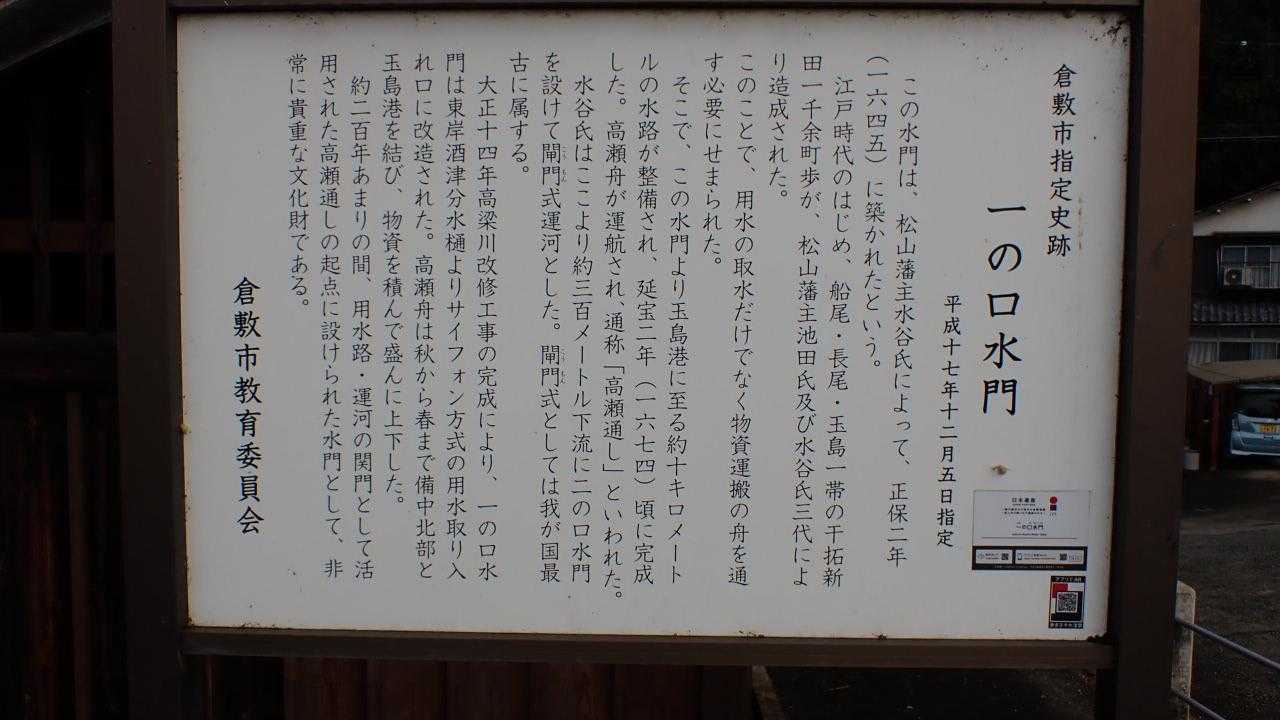 倉敷市指定史跡
一の口水門
平成十七年十二月五日指定
この水門は、松山藩主水谷氏によって、正保二年
（一六四五）に築かれたという。
江戸時代のはじめ、船尾・長尾・玉島一帯の干拓新
田一千余町歩が、松山藩主池田氏及び水谷氏三代によ
り造成された。
このことで、用水の取水だけでなく物資運搬の舟を通
す必要にせまられた。
そこで、この水門より玉島港に至る約十キロメート
ルの水路が整備され、延宝二年（一六七四）頃に完成
した。高瀬舟が運航され、通称「高瀬通し」といわれた。
水谷氏はここより約三百メートル下流に二の口水門
を設けて閘門式運河とした。閘門式としては我が国最
古に属する。
大正十四年高梁川改修工事の完成により、一の口水
門は東岸酒津分水樋よりサイフォン方式の用水取り入
れ口に改造された。高瀬舟は秋から春まで備中北部と
玉島港を結び、物資を積んで盛んに上下した。
約二百年あまりの間、用水路・運河の関門として活
用された高瀬通しの起点に設けられた水門として、非
常に貴重な文化財である。
倉敷市教育委員会
日本遺産
一の口水門